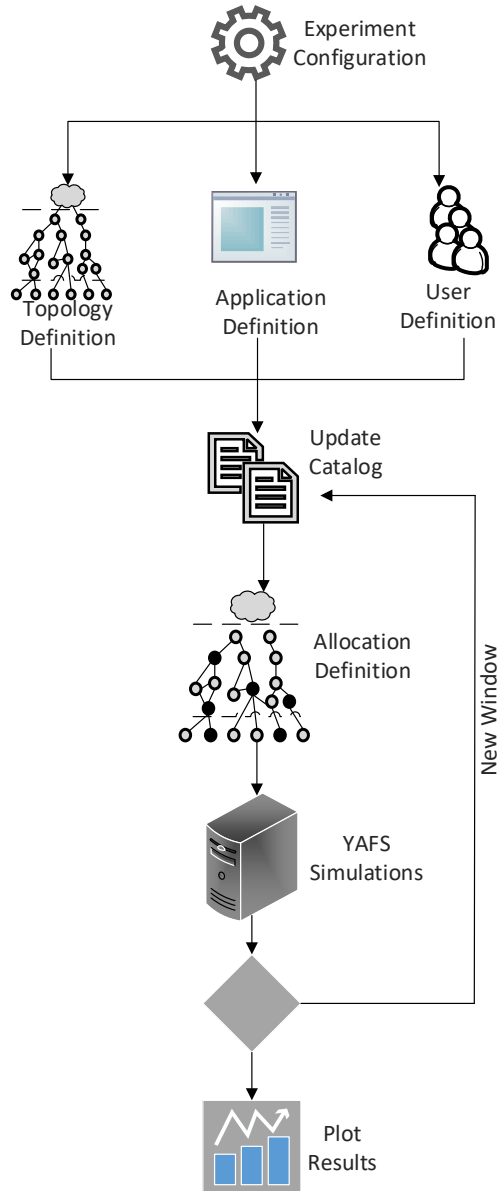 Experiment
Configuration
Topology
Definition
Application
Definition
User
Definition
Update
Catalog
Allocation
Definition
New Window
YAFS
Simulations
Plot
Results